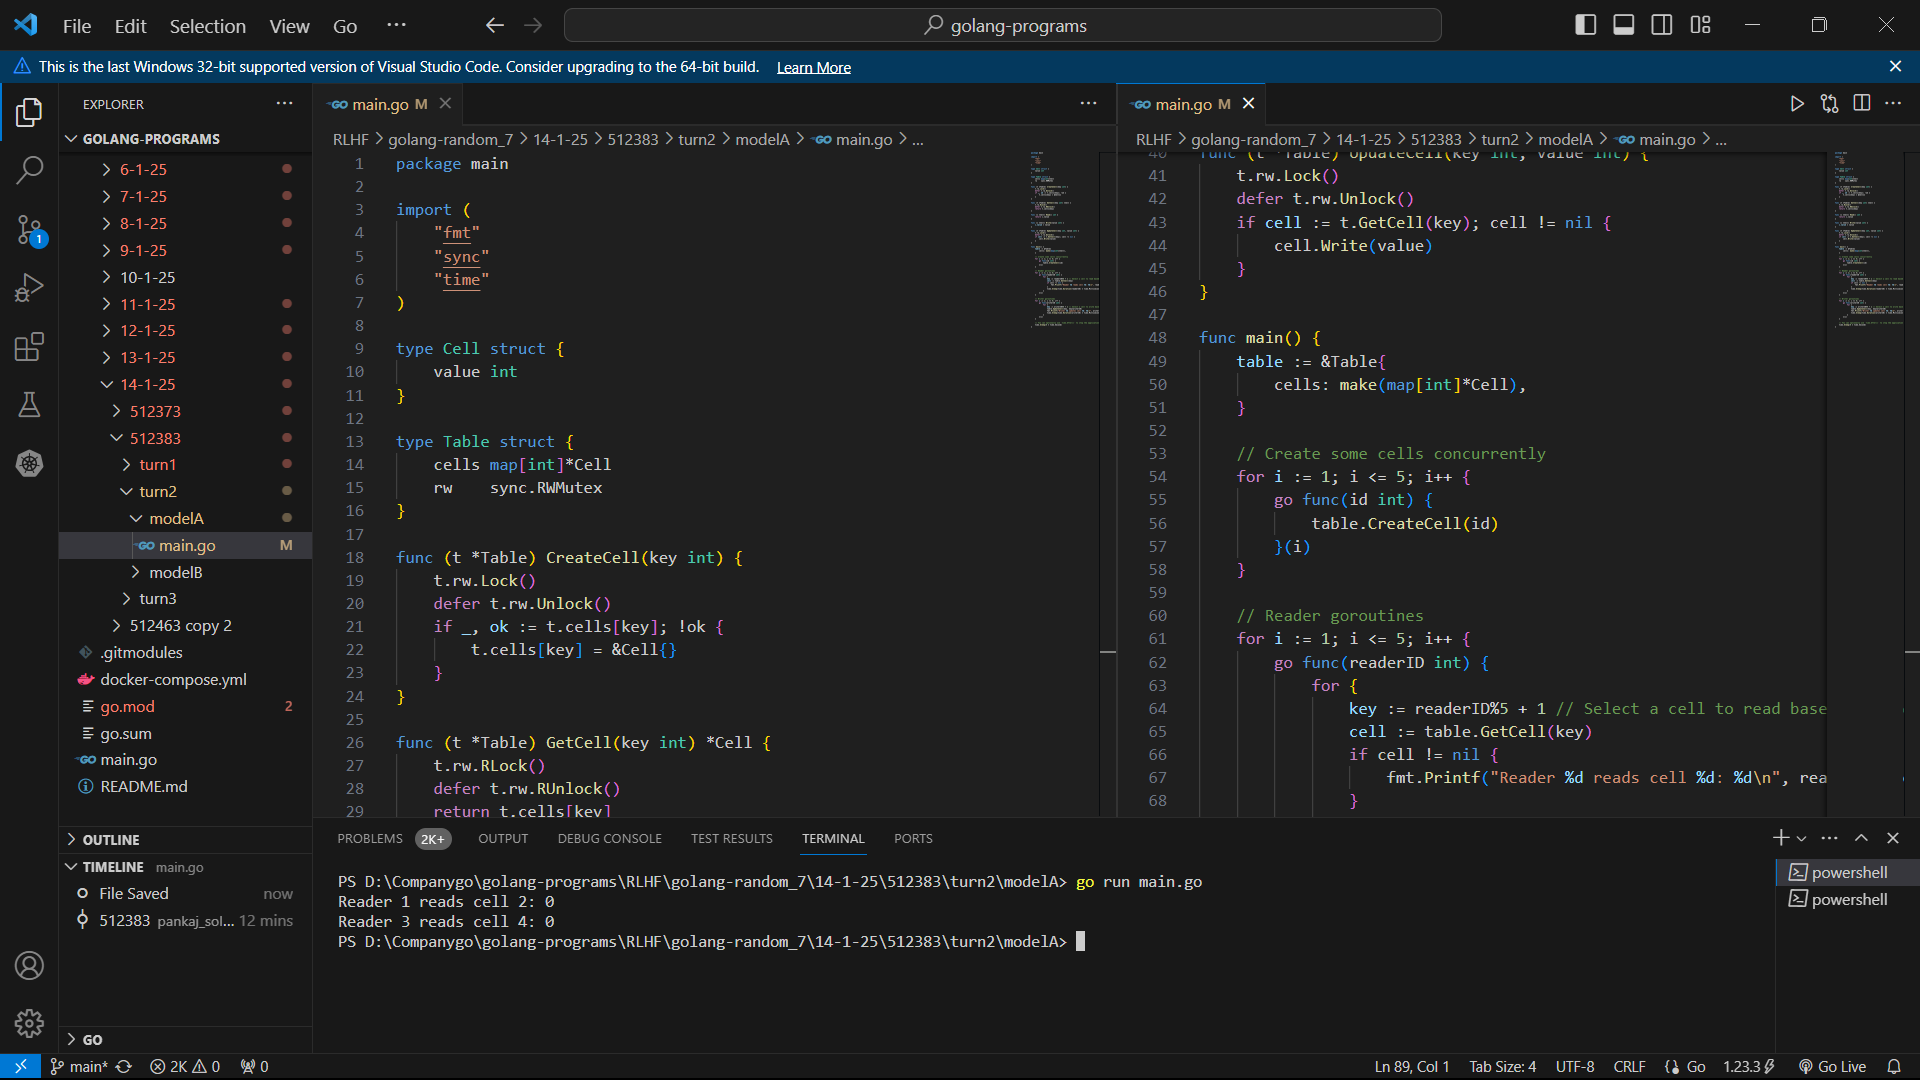 File Edit Selection View Go ··· golang-programs
This is the last Windows 32-bit supported version of Visual Studio Code. Consider upgrading to the 64-bit build. Learn More
EXPLORER ···
GOLANG-PROGRAMS
6-1-25
7-1-25
8-1-25
9-1-25
10-1-25
11-1-25
12-1-25
13-1-25
14-1-25
512373
512383
turn1
turn2
modelA
main.go M
modelB
turn3
512463 copy 2
.gitmodules
docker-compose.yml
go.mod 2
go.sum
main.go
README.md
OUTLINE
TIMELINE main.go
File Saved now
512383 pankaj_sol... 12 mins
GO
main.go M
RLHF > golang-random_7 > 14-1-25 > 512383 > turn2 > modelA > main.go > ...
1 package main
2
3 import (
4 "fmt"
5 "sync"
6 "time"
7 )
8
9 type Cell struct {
10 value int
11 }
12
13 type Table struct {
14 cells map[int]*Cell
15 rw sync.RWMutex
16 }
17
18 func (t *Table) CreateCell(key int) {
19 t.rw.Lock()
20 defer t.rw.Unlock()
21 if _, ok := t.cells[key]; !ok {
22 t.cells[key] = &Cell{}
23 }
24 }
25
26 func (t *Table) GetCell(key int) *Cell {
27 t.rw.RLock()
28 defer t.rw.RUnlock()
29 return t.cells[key]
main.go M
RLHF > golang-random_7 > 14-1-25 > 512383 > turn2 > modelA > main.go > ...
40 func (t *Table) UpdateCell(key int, value int) {
41 t.rw.Lock()
42 defer t.rw.Unlock()
43 if cell := t.GetCell(key); cell != nil {
44 cell.Write(value)
45 }
46 }
47
48 func main() {
49 table := &Table{
50 cells: make(map[int]*Cell),
51 }
52
53 // Create some cells concurrently
54 for i := 1; i <= 5; i++ {
55 go func(id int) {
56 table.CreateCell(id)
57 }(i)
58 }
59
60 // Reader goroutines
61 for i := 1; i <= 5; i++ {
62 go func(readerID int) {
63 for {
64 key := readerID%5 + 1 // Select a cell to read base
65 cell := table.GetCell(key)
66 if cell != nil {
67 fmt.Printf("Reader %d reads cell %d: %d\n", rea
68 }
PROBLEMS 2K+ OUTPUT DEBUG CONSOLE TEST RESULTS TERMINAL PORTS
PS D:\Companygo\golang-programs\RLHF\golang-random_7\14-1-25\512383\turn2\modelA> go run main.go
Reader 1 reads cell 2: 0
Reader 3 reads cell 4: 0
PS D:\Companygo\golang-programs\RLHF\golang-random_7\14-1-25\512383\turn2\modelA>
powershell
powershell
main* 2K 0 0 Ln 89, Col 1 Tab Size: 4 UTF-8 CRLF Go 1.23.3 Go Live